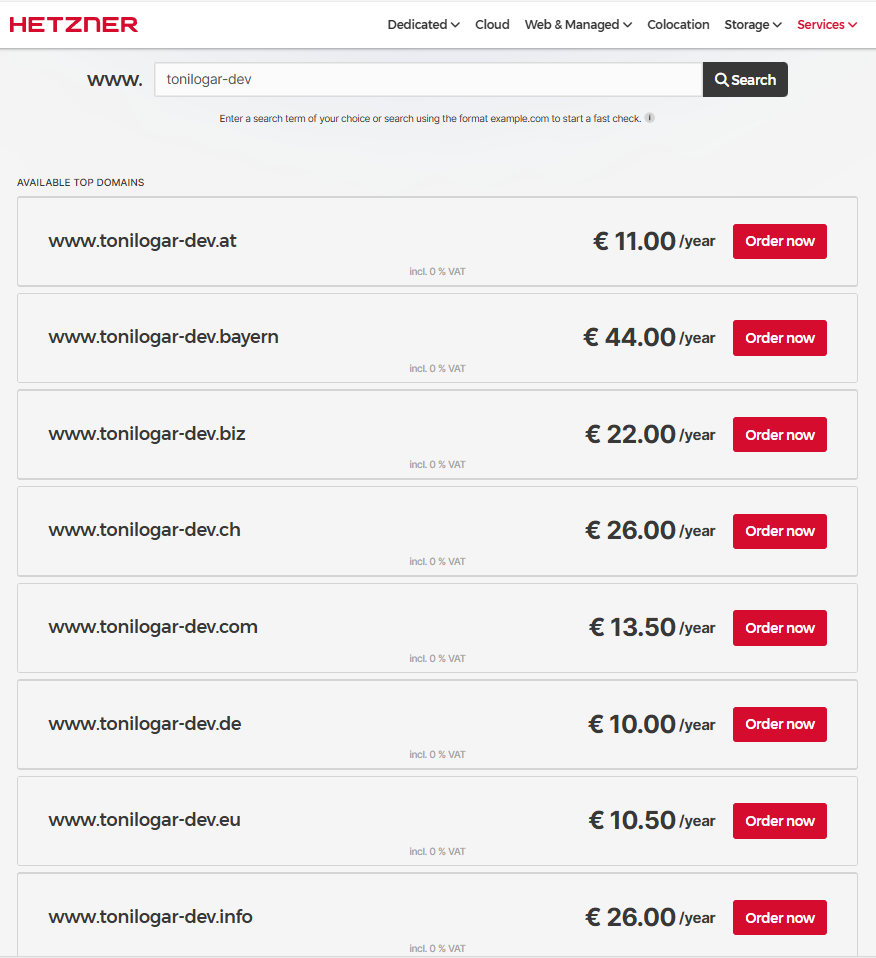 HETZNER Dedicated Cloud Web & Managed Colocation Storage Services
www. tonilogar-dev Search
Enter a search term of your choice or search using the format example.com to start a fast check. i
AVAILABLE TOP DOMAINS
www.tonilogar-dev.at € 11.00 /year Order now
incl. 0 % VAT
www.tonilogar-dev.bayern € 44.00 /year Order now
incl. 0 % VAT
www.tonilogar-dev.biz € 22.00 /year Order now
incl. 0 % VAT
www.tonilogar-dev.ch € 26.00 /year Order now
incl. 0 % VAT
www.tonilogar-dev.com € 13.50 /year Order now
incl. 0 % VAT
www.tonilogar-dev.de € 10.00 /year Order now
incl. 0 % VAT
www.tonilogar-dev.eu € 10.50 /year Order now
incl. 0 % VAT
www.tonilogar-dev.info € 26.00 /year Order now
incl. 0 % VAT